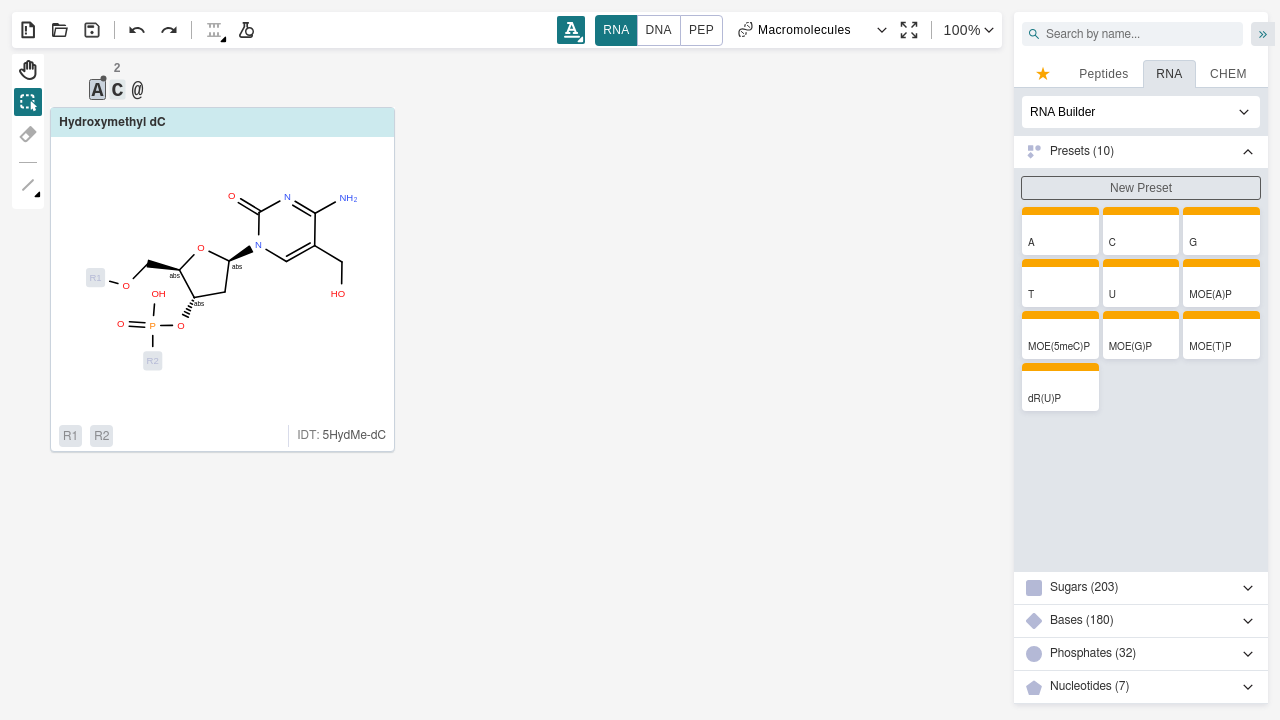 RNA DNA PEP Macromolecules 100%
Search by name...
2
A C @
Peptides RNA CHEM
RNA Builder
Presets (10)
New Preset
A C G
T U MOE(A)P
MOE(5meC)P MOE(G)P MOE(T)P
dR(U)P
Sugars (203)
Bases (180)
Phosphates (32)
Nucleotides (7)
Hydroxymethyl dC
O N NH₂
N
O abs
R1 O abs
OH HO
abs
O P O
R2
R1 R2 IDT: 5HydMe-dC